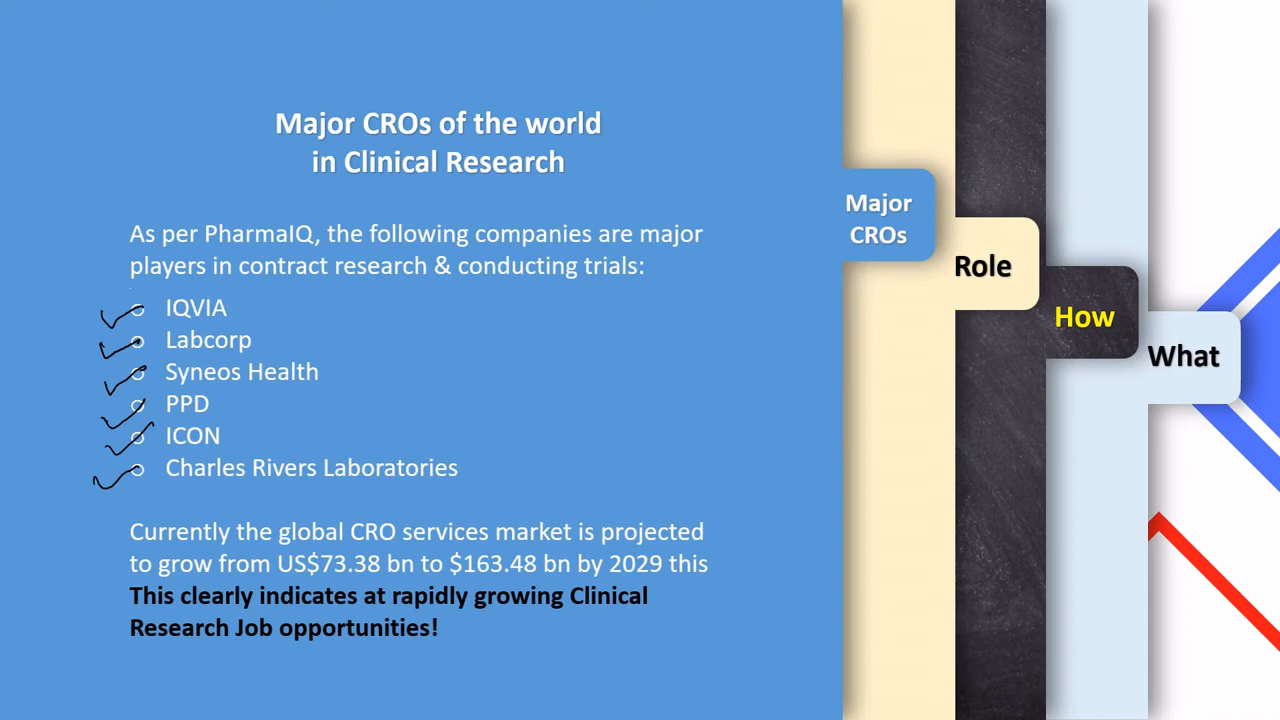 Major CROs of the world
in Clinical Research
As per PharmaIQ, the following companies are major
players in contract research & conducting trials:
IQVIA
Labcorp
Syneos Health
PPD
ICON
Charles Rivers Laboratories
Currently the global CRO services market is projected
to grow from US$73.38 bn to $163.48 bn by 2029 this
This clearly indicates at rapidly growing Clinical
Research Job opportunities!
Major
CROs
Role
How
What